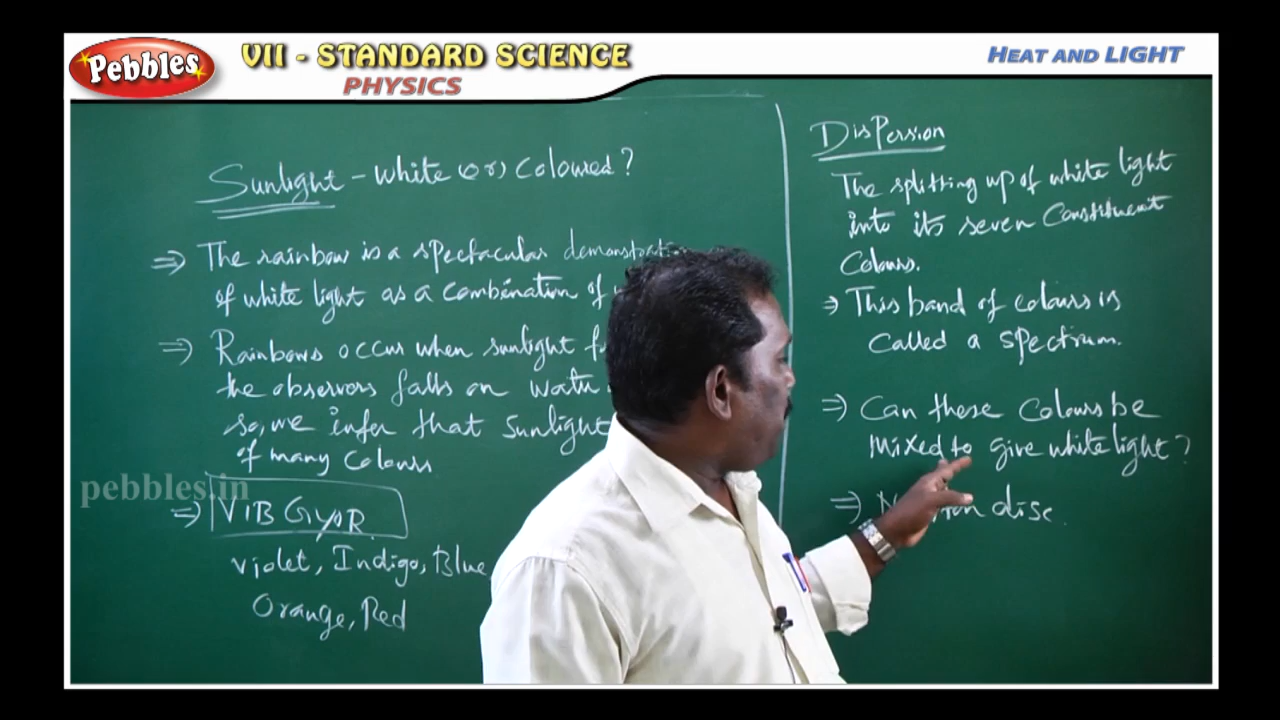 Pebbles
VII - STANDARD SCIENCE
PHYSICS
HEAT AND LIGHT
Sunlight - White (or) Coloured?
⇒ The rainbow is a spectacular demonstration
of white light as a combination of
⇒ Rainbows occur when sunlight
the observers falls on
so, we infer that Sunlight
of many Colours
pebbles.in
⇒ VIBGYOR
Violet, Indigo, Blue,
Orange, Red
Dispersion
The splitting up of white light
into its seven Constituent
Colours.
→ This band of colours is
called a spectrum.
⇒ Can these Colours be
mixed to give white light?
⇒ disc.